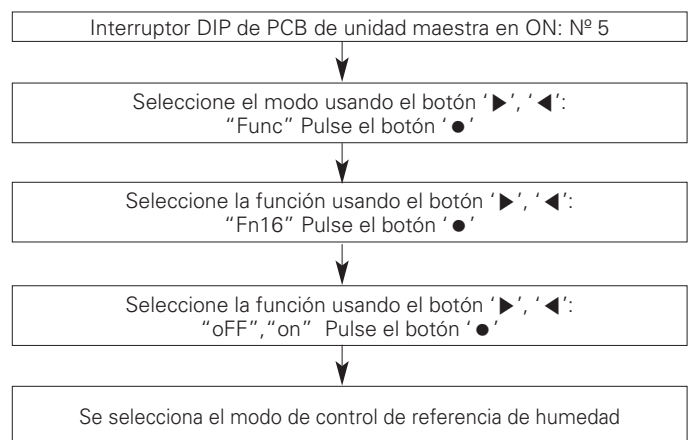 Interruptor DIP de PCB de unidad maestra en ON: Nº 5
Seleccione el modo usando el botón ‘▶’, ‘◀’:
“Func” Pulse el botón ‘●’
Seleccione la función usando el botón ‘▶’, ‘◀’:
“Fn16” Pulse el botón ‘●’
Seleccione la función usando el botón ‘▶’, ‘◀’:
“oFF”,“on” Pulse el botón ‘●’
Se selecciona el modo de control de referencia de humedad